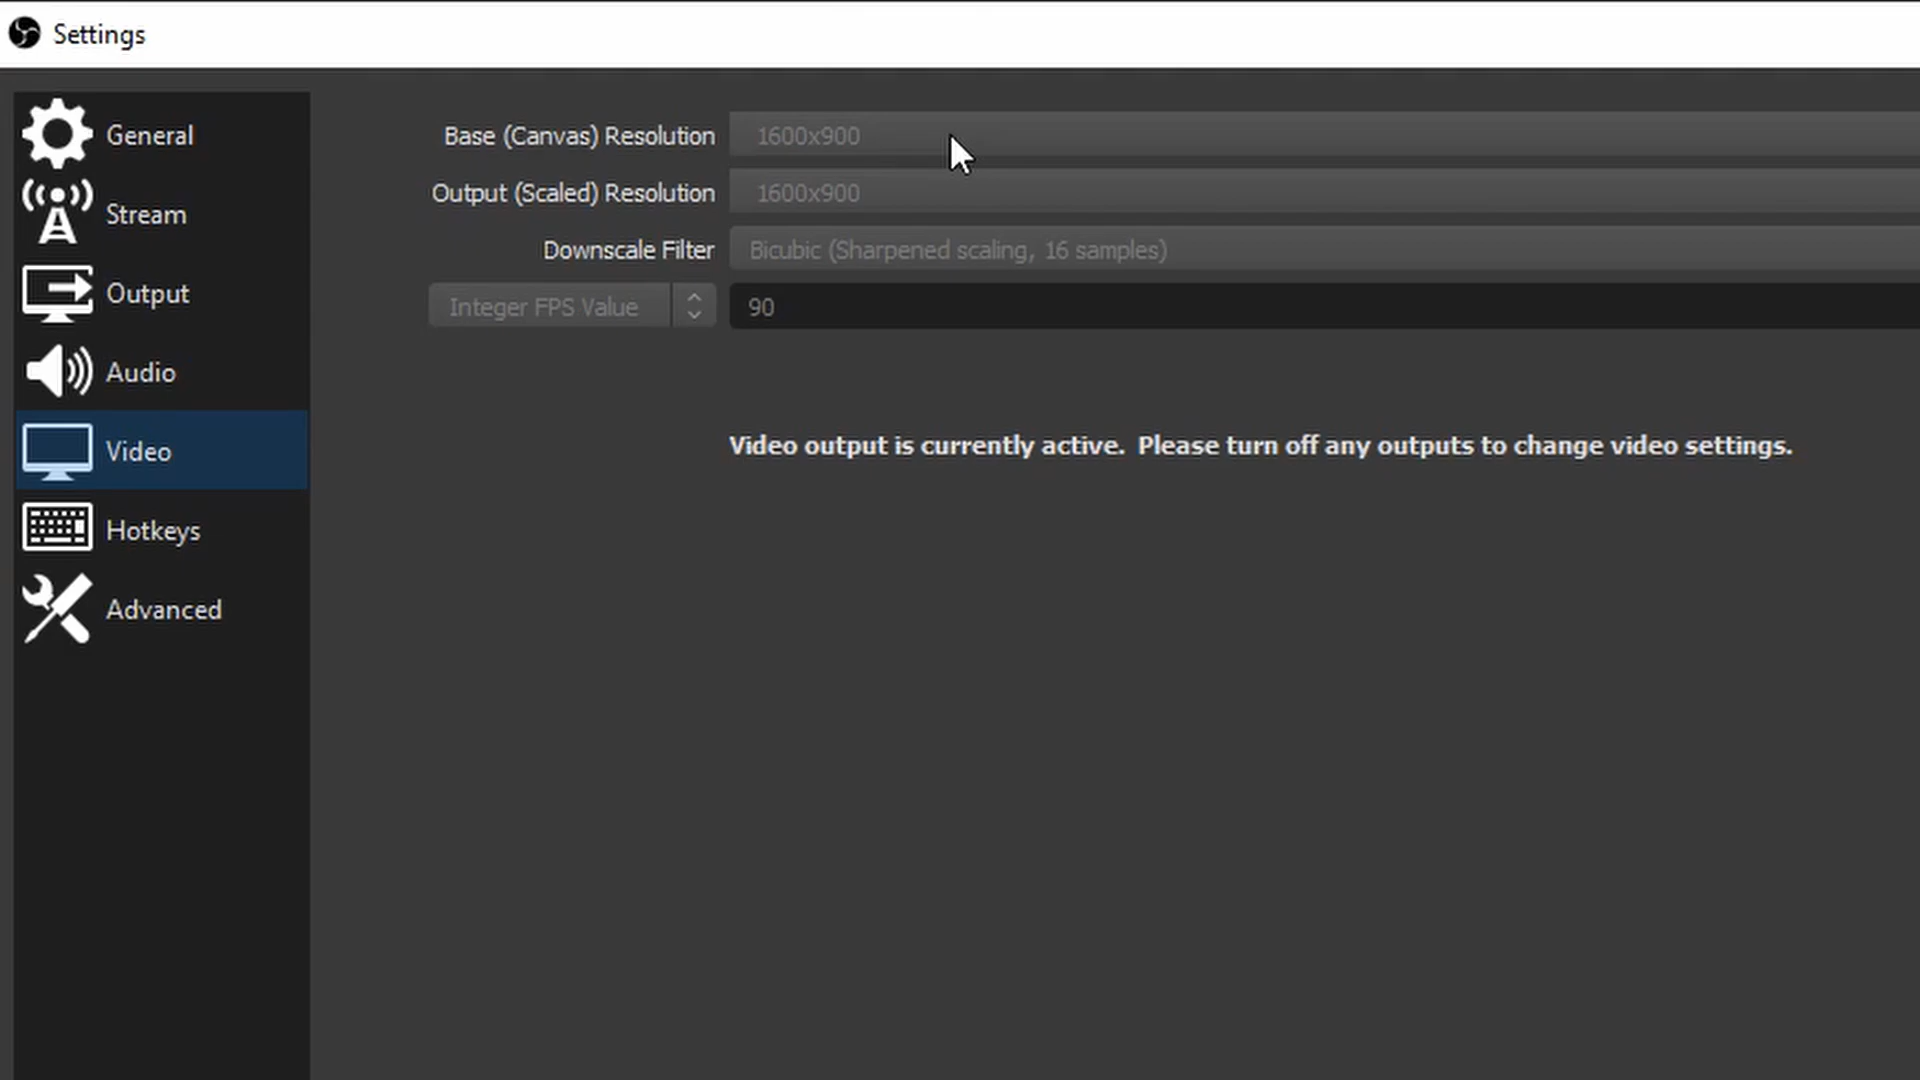 Settings
General
Stream
Output
Audio
Video
Hotkeys
Advanced
Base (Canvas) Resolution 1600x900
Output (Scaled) Resolution 1600x900
Downscale Filter Bicubic (Sharpened scaling, 16 samples)
Integer FPS Value 90
Video output is currently active.  Please turn off any outputs to change video settings.